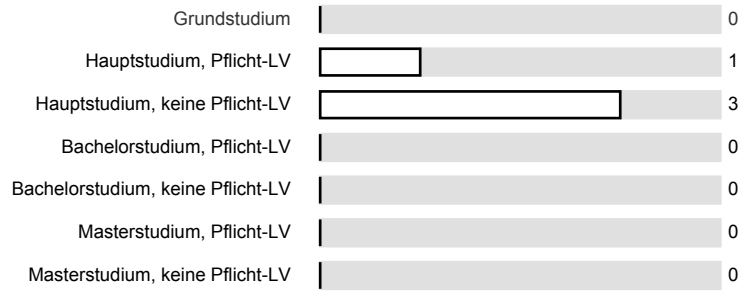 Grundstudium 0
Hauptstudium, Pflicht-LV 1
Hauptstudium, keine Pflicht-LV 3
Bachelorstudium, Pflicht-LV 0
Bachelorstudium, keine Pflicht-LV 0
Masterstudium, Pflicht-LV 0
Masterstudium, keine Pflicht-LV 0